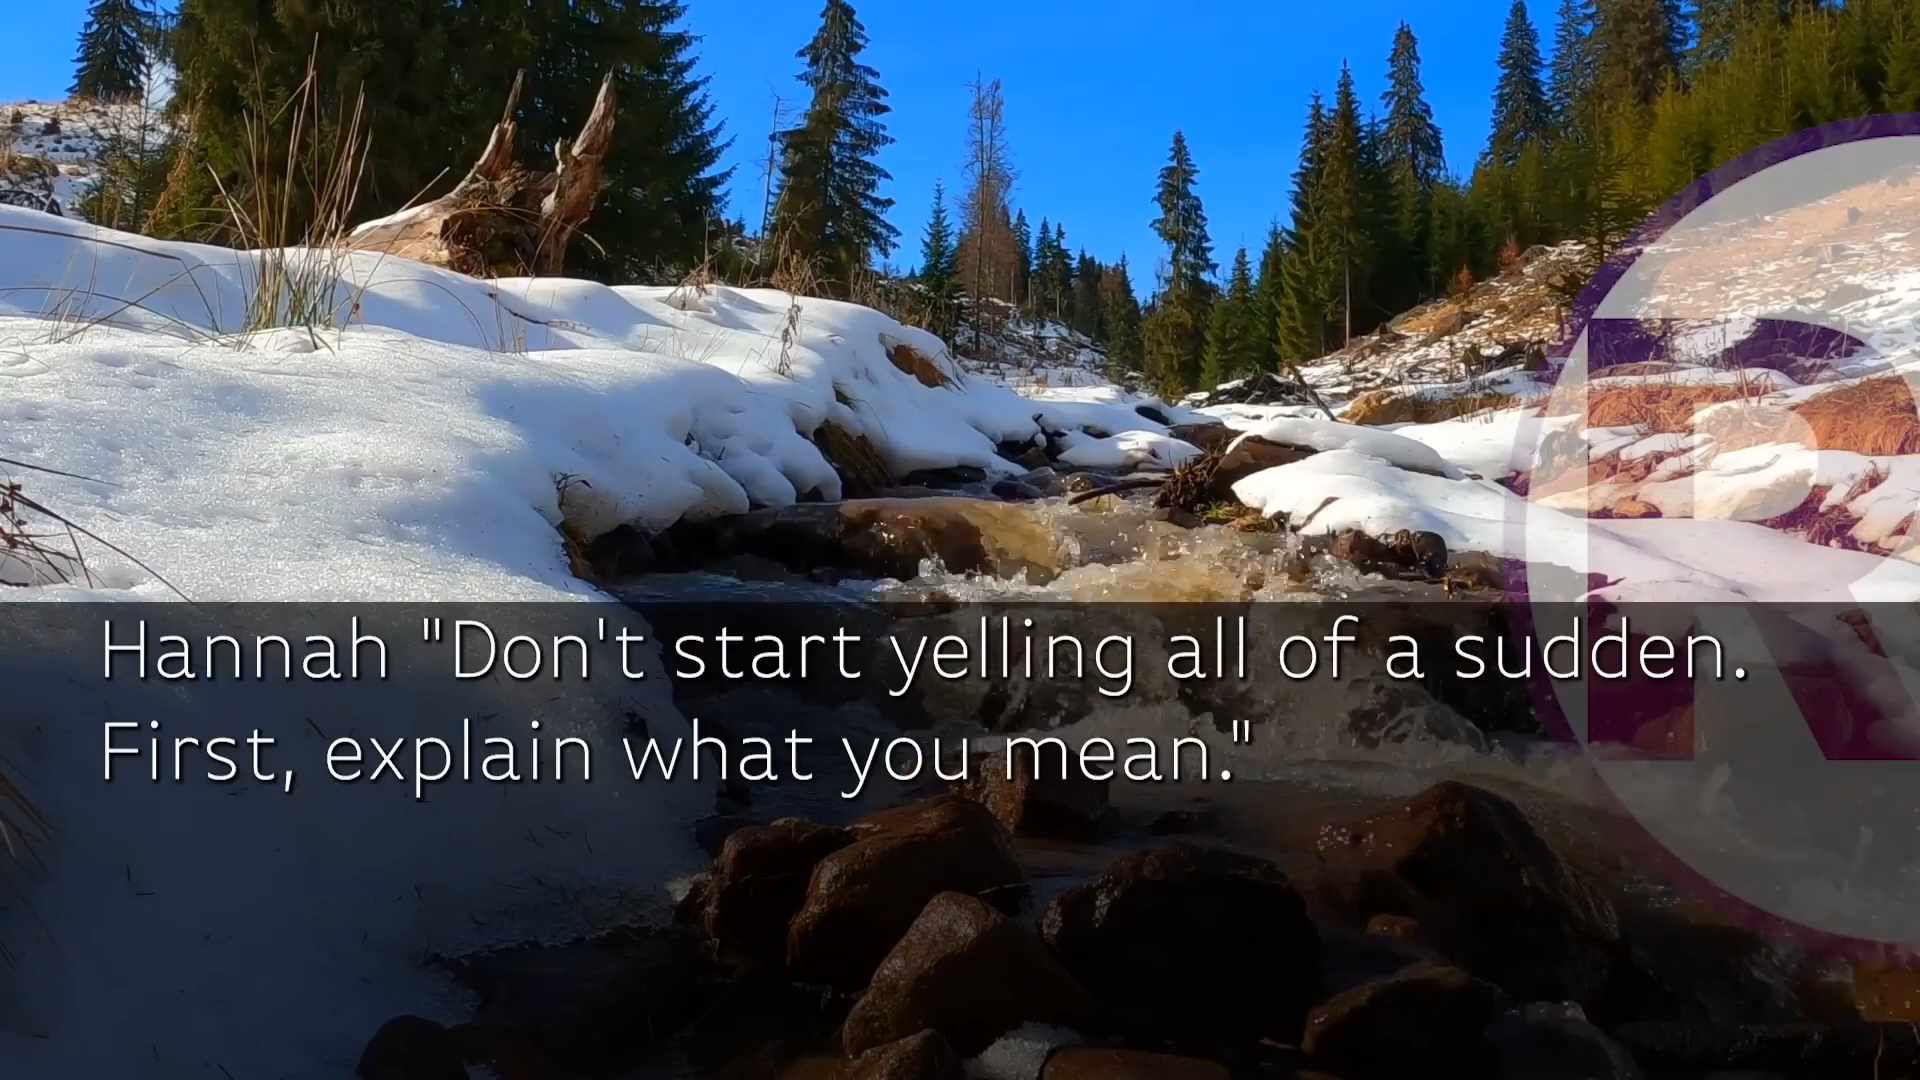 Hannah "Don't start yelling all of a sudden.
First, explain what you mean."
R